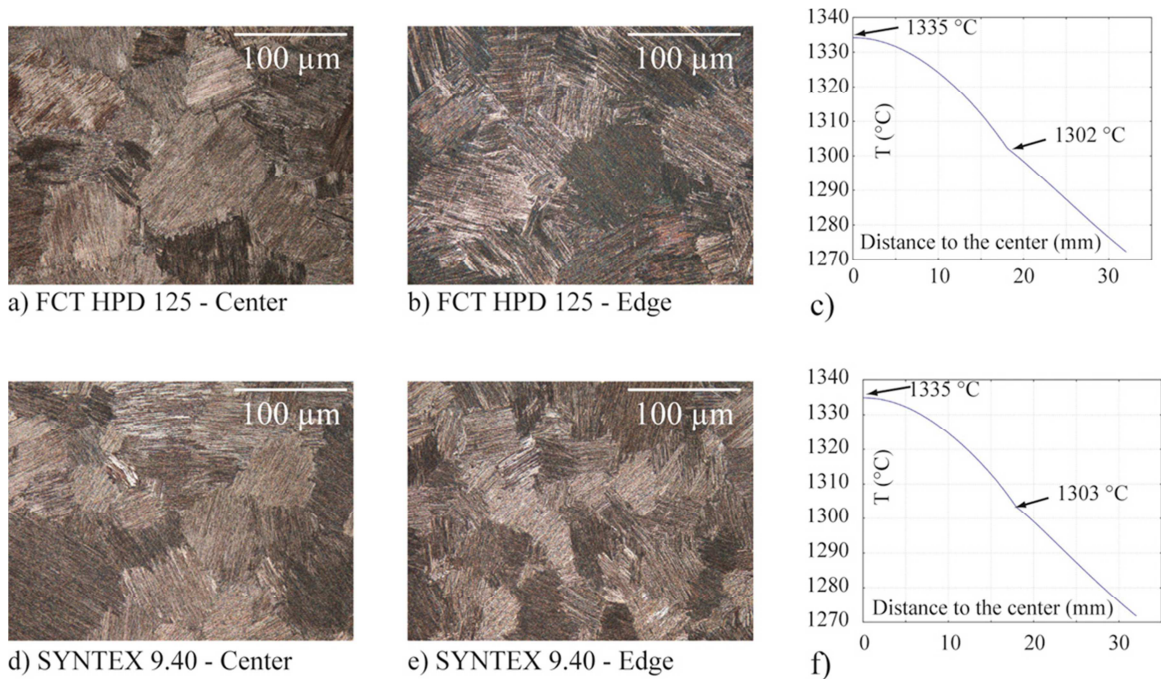 100 µm
a) FCT HPD 125 - Center
100 µm
b) FCT HPD 125 - Edge
1340
1330
1320
1310
1300
1290
1280
1270
T (°C)
1335 °C
1302 °C
Distance to the center (mm)
0
10
20
30
c)
100 µm
d) SYNTEX 9.40 - Center
100 µm
e) SYNTEX 9.40 - Edge
1340
1330
1320
1310
1300
1290
1280
1270
T (°C)
1335 °C
1303 °C
Distance to the center (mm)
0
10
20
30
f)